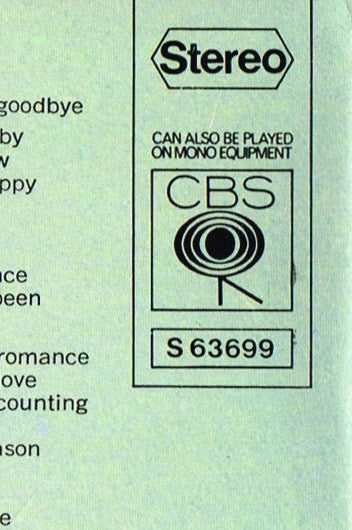 goodbye
by
w
ppy
nce
been
romance
ove
counting
ason
e
Stereo
CAN ALSO BE PLAYED
ON MONO EQUIPMENT
CBS
S 63699